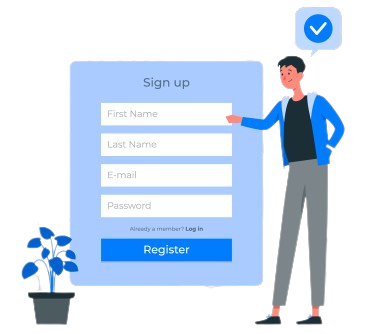 Sign up
First Name
Last Name
E-mail
Password
Already a member? Log in
Register